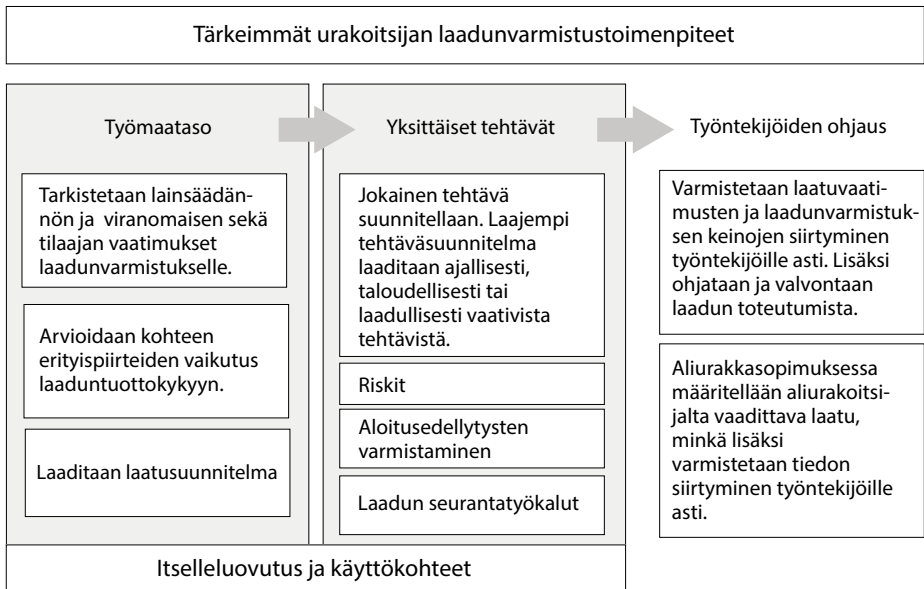 Tärkeimmät urakoitsijan laadunvarmistustoimenpiteet
Työmaataso
Tarkistetaan lainsäädän-
nön ja viranomaisen sekä
tilaajan vaatimukset
laadunvarmistukselle.
Arvioidaan kohteen
erityispiirteiden vaikutus
laaduntuottokykyyn.
Laaditaan laatusuunnitelma
Yksittäiset tehtävät
Jokainen tehtävä
suunnitellaan. Laajempi
tehtäväsuunnitelma
laaditaan ajallisesti,
taloudellisesti tai
laadullisesti vaativista
tehtävistä.
Riskit
Aloitusedellytysten
varmistaminen
Laadun seurantatyökalut
Työntekijöiden ohjaus
Varmistetaan laatuvaati-
musten ja laadunvarmistuk-
sen keinojen siirtyminen
työntekijöille asti. Lisäksi
ohjataan ja valvontaan
laadun toteutumista.
Aliurakkasopimuksessa
määritellään aliurakoitsi-
jalta vaadittava laatu,
minkä lisäksi
varmistetaan tiedon
siirtyminen työntekijöille
asti.
Itselleluovutus ja käyttökohteet